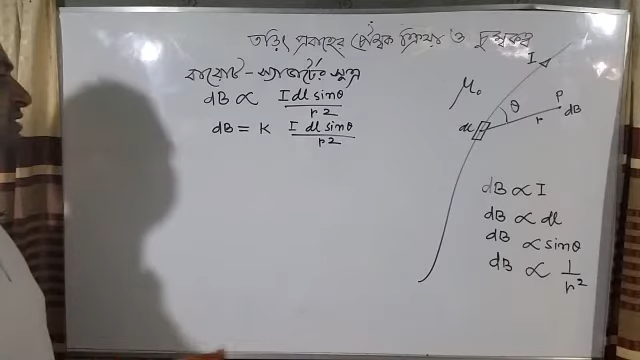 তড়িৎ প্রবাহের চৌম্বক ক্রিয়া ও চুম্বকত্ব
বায়োট-স্যাভার্টের সূত্র
dB ∝ I dl sinθ / r2
dB = K I dl sinθ / r2
I
μ₀
θ
P
dB
r
dl
dB ∝ I
dB ∝ dl
dB ∝ sinθ
dB ∝ 1/r²